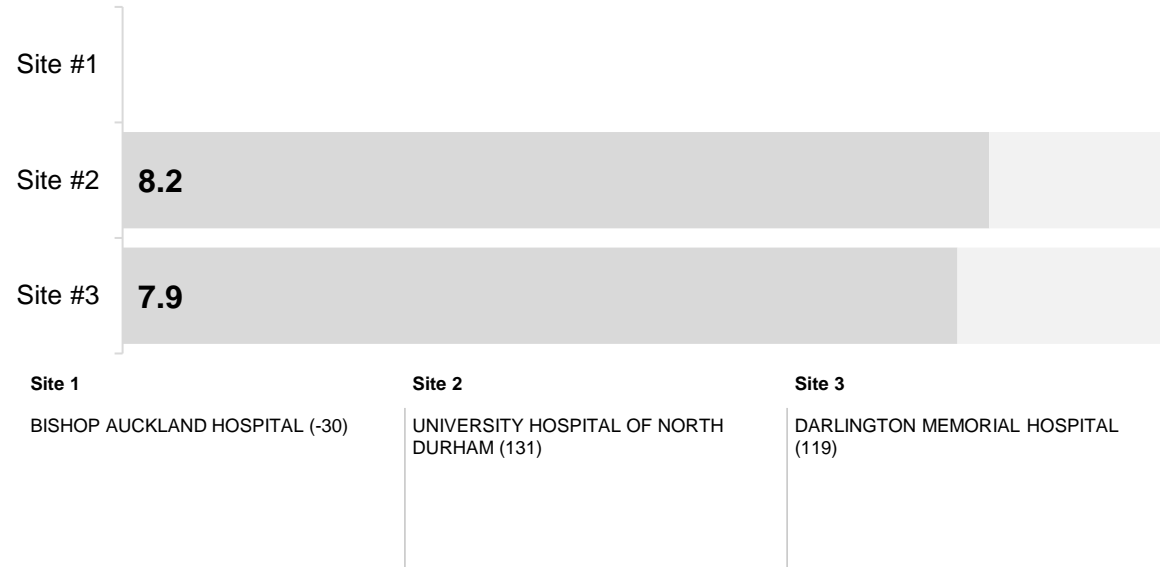 Site #1
Site #2
8.2
Site #3
7.9
Site 1
BISHOP AUCKLAND HOSPITAL (-30)
Site 2
UNIVERSITY HOSPITAL OF NORTH
DURHAM (131)
Site 3
DARLINGTON MEMORIAL HOSPITAL
(119)